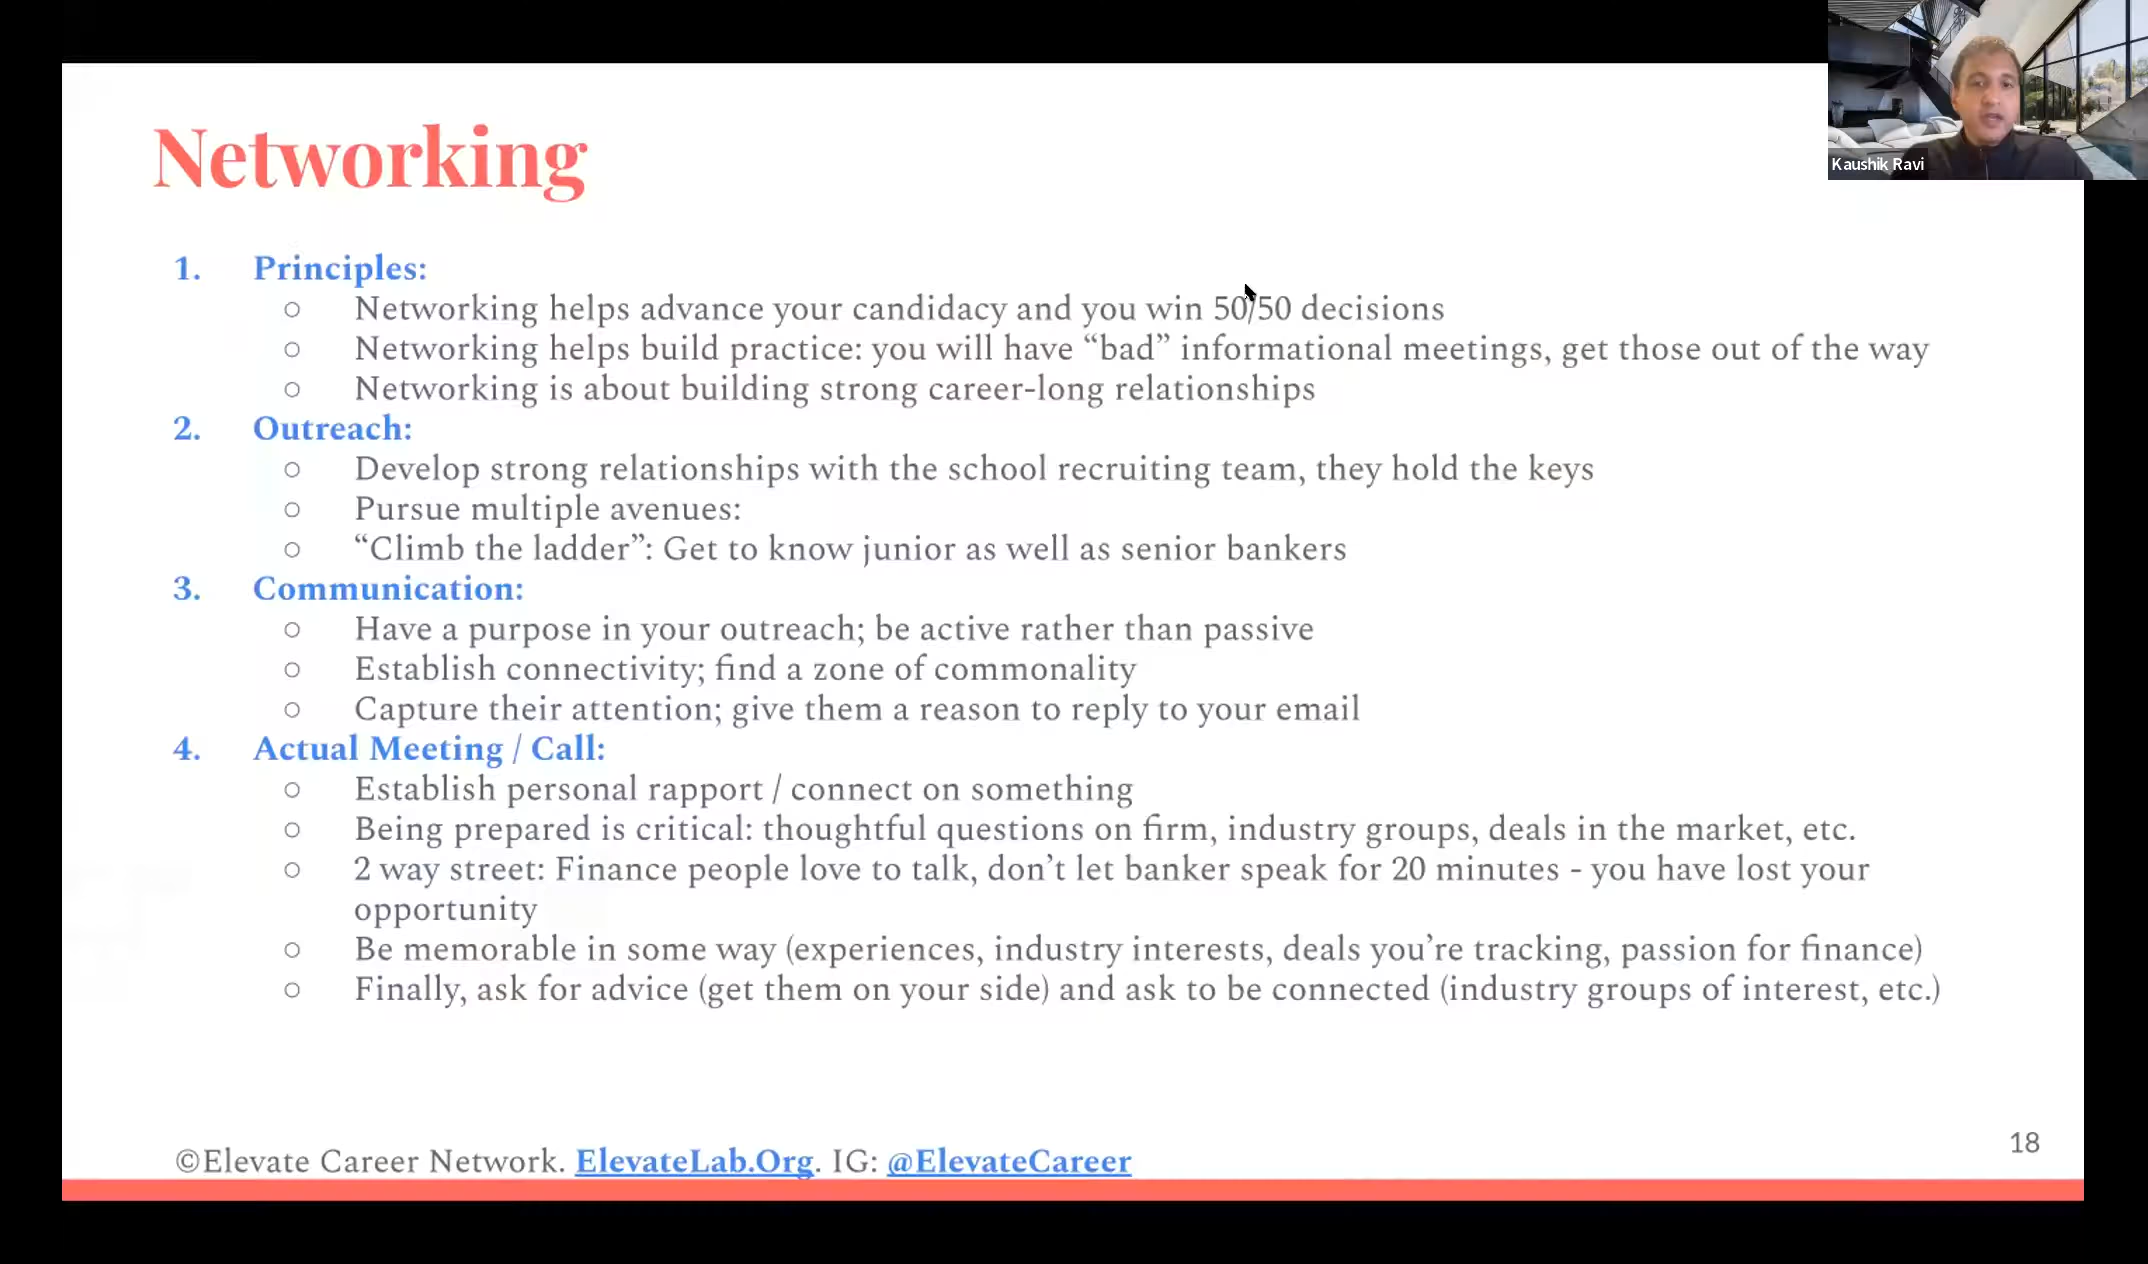 Kaushik Ravi
Networking
1. Principles:
○ Networking helps advance your candidacy and you win 50/50 decisions
○ Networking helps build practice: you will have “bad” informational meetings, get those out of the way
○ Networking is about building strong career-long relationships
2. Outreach:
○ Develop strong relationships with the school recruiting team, they hold the keys
○ Pursue multiple avenues:
○ “Climb the ladder”: Get to know junior as well as senior bankers
3. Communication:
○ Have a purpose in your outreach; be active rather than passive
○ Establish connectivity; find a zone of commonality
○ Capture their attention; give them a reason to reply to your email
4. Actual Meeting / Call:
○ Establish personal rapport / connect on something
○ Being prepared is critical: thoughtful questions on firm, industry groups, deals in the market, etc.
○ 2 way street: Finance people love to talk, don’t let banker speak for 20 minutes - you have lost your
opportunity
○ Be memorable in some way (experiences, industry interests, deals you’re tracking, passion for finance)
○ Finally, ask for advice (get them on your side) and ask to be connected (industry groups of interest, etc.)
18
©Elevate Career Network. ElevateLab.Org. IG: @ElevateCareer